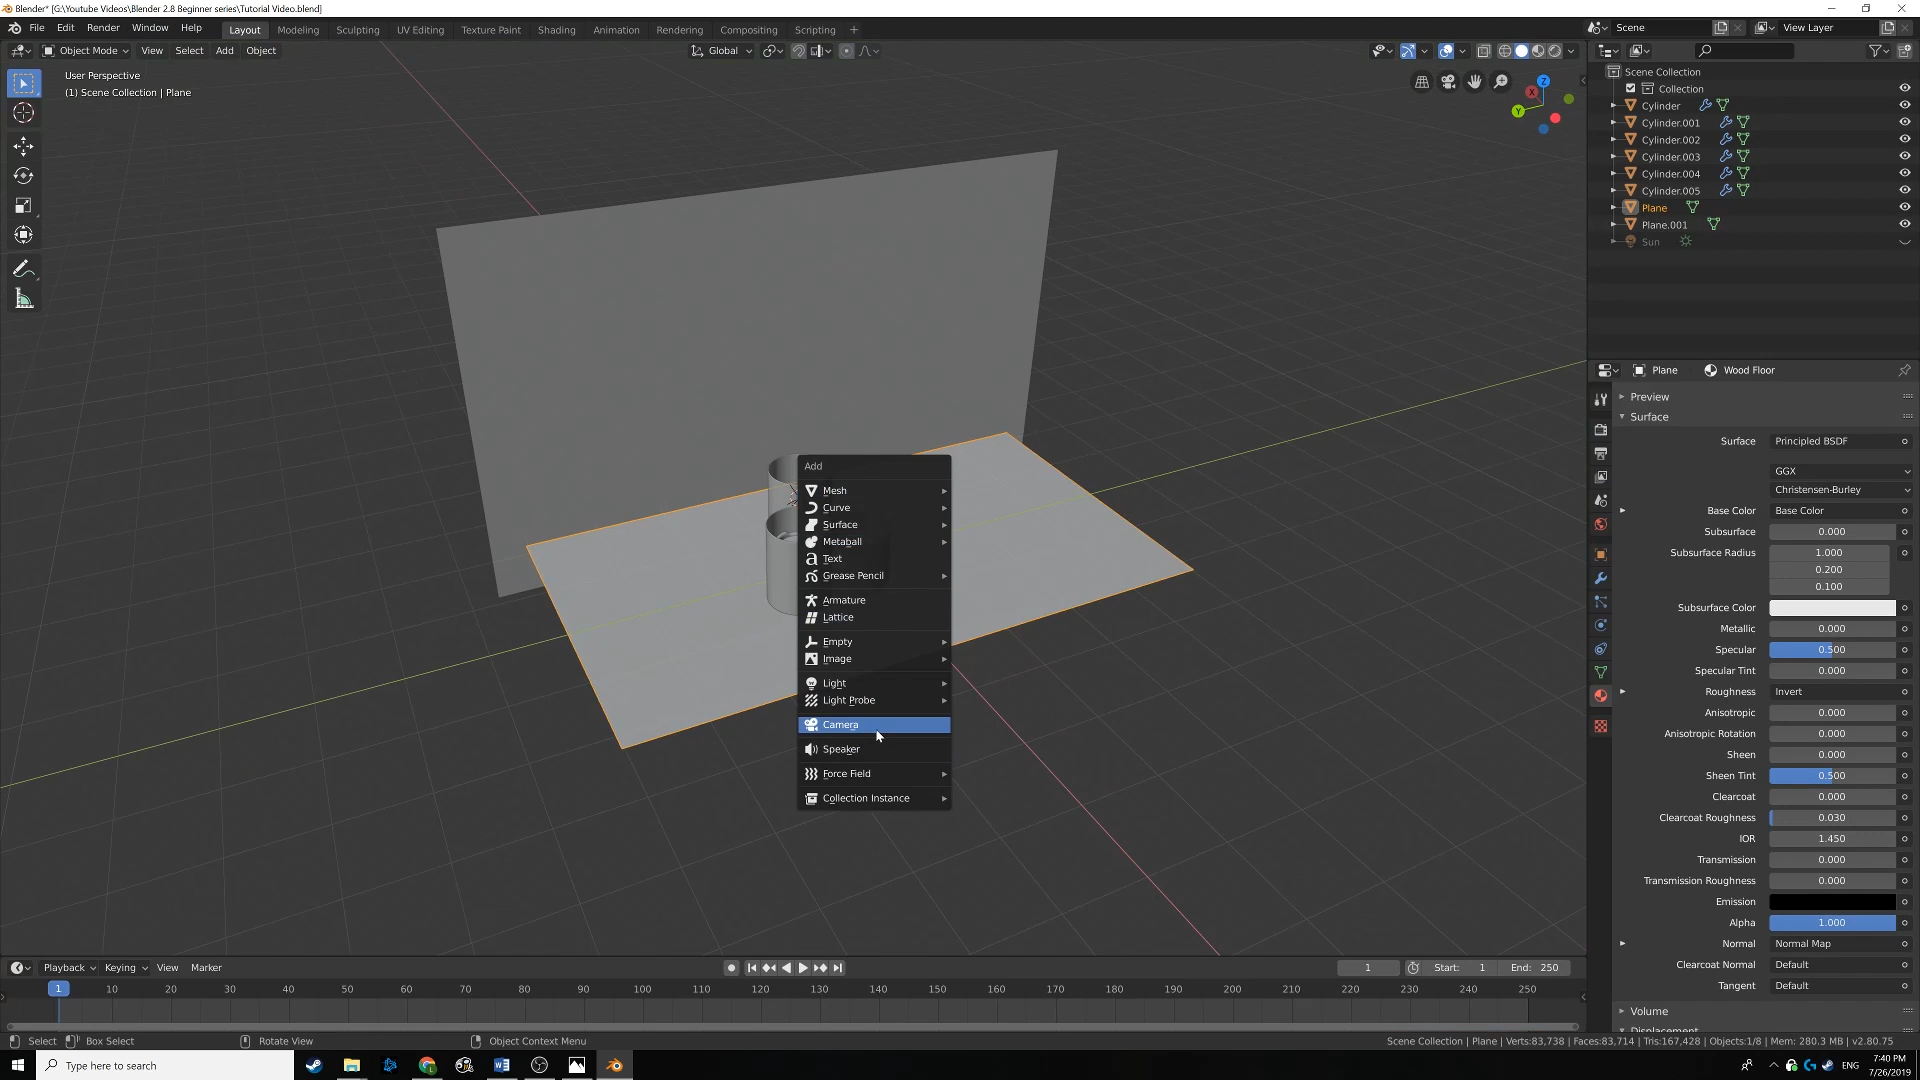 Blender* [G:\Youtube Videos\Blender 2.8 Beginner series\Tutorial Video.blend]
File Edit Render Window Help Layout Modeling Sculpting UV Editing Texture Paint Shading Animation Rendering Compositing Scripting + Scene View Layer
Object Mode View Select Add Object Global
User Perspective
(1) Scene Collection | Plane
Z
X
Y
Scene Collection
Collection
Cylinder
Cylinder.001
Cylinder.002
Cylinder.003
Cylinder.004
Cylinder.005
Plane
Plane.001
Sun
Add
Mesh
Curve
Surface
Metaball
Text
Grease Pencil
Armature
Lattice
Empty
Image
Light
Light Probe
Camera
Speaker
Force Field
Collection Instance
Plane Wood Floor
Preview
Surface
Surface Principled BSDF
GGX
Christensen-Burley
Base Color Base Color
Subsurface 0.000
Subsurface Radius 1.000
0.200
0.100
Subsurface Color
Metallic 0.000
Specular 0.500
Specular Tint 0.000
Roughness Invert
Anisotropic 0.000
Anisotropic Rotation 0.000
Sheen 0.000
Sheen Tint 0.500
Clearcoat 0.000
Clearcoat Roughness 0.030
IOR 1.450
Transmission 0.000
Transmission Roughness 0.000
Emission
Alpha 1.000
Normal Normal Map
Clearcoat Normal Default
Tangent Default
Volume
Displacement
Playback Keying View Marker 1 Start: 1 End: 250
1 10 20 30 40 50 60 70 80 90 100 110 120 130 140 150 160 170 180 190 200 210 220 230 240 250
Select Box Select Rotate View Object Context Menu Scene Collection | Plane | Verts:83,738 | Faces:83,714 | Tris:167,428 | Objects:1/8 | Mem: 280.3 MB | v2.80.75
Type here to search ENG 7:40 PM
7/26/2019